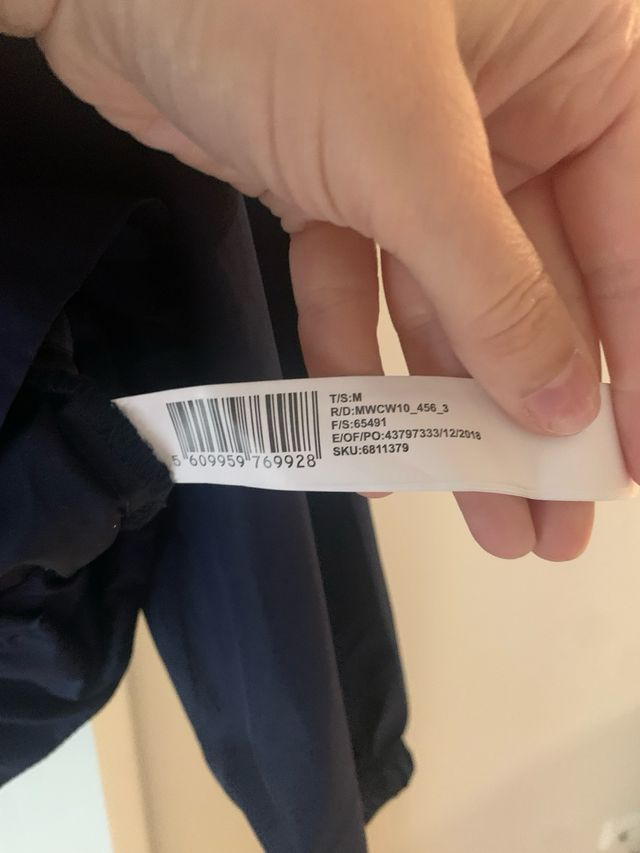 T/S:M
R/D:MWCW10_456_3
F/S:65491
E/OF/PO:43797333/12/2018
SKU:6811379
5 609959 769928